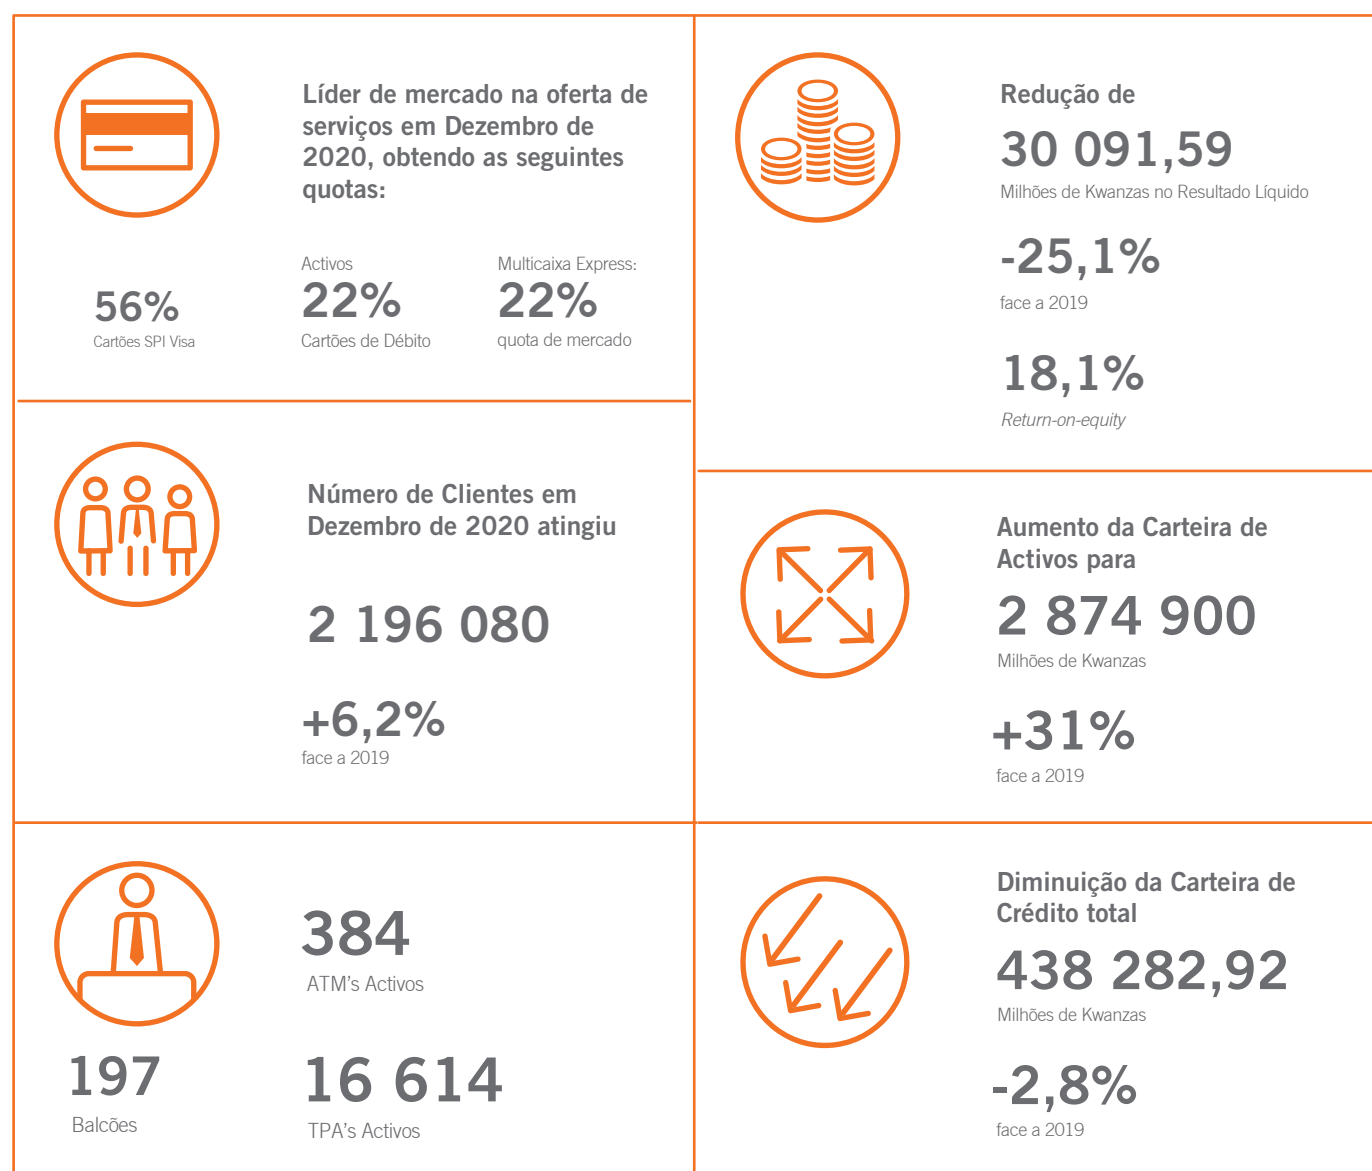 Líder de mercado na oferta de
serviços em Dezembro de
2020, obtendo as seguintes
quotas:
56%
Cartões SPI Visa
Activos
22%
Cartões de Débito
Multicaixa Express:
22%
quota de mercado
Redução de
30 091,59
Milhões de Kwanzas no Resultado Líquido
-25,1%
face a 2019
18,1%
Return-on-equity
Número de Clientes em
Dezembro de 2020 atingiu
2 196 080
+6,2%
face a 2019
Aumento da Carteira de
Activos para
2 874 900
Milhões de Kwanzas
+31%
face a 2019
384
ATM's Activos
197
Balcões
16 614
TPA's Activos
Diminuição da Carteira de
Crédito total
438 282,92
Milhões de Kwanzas
-2,8%
face a 2019